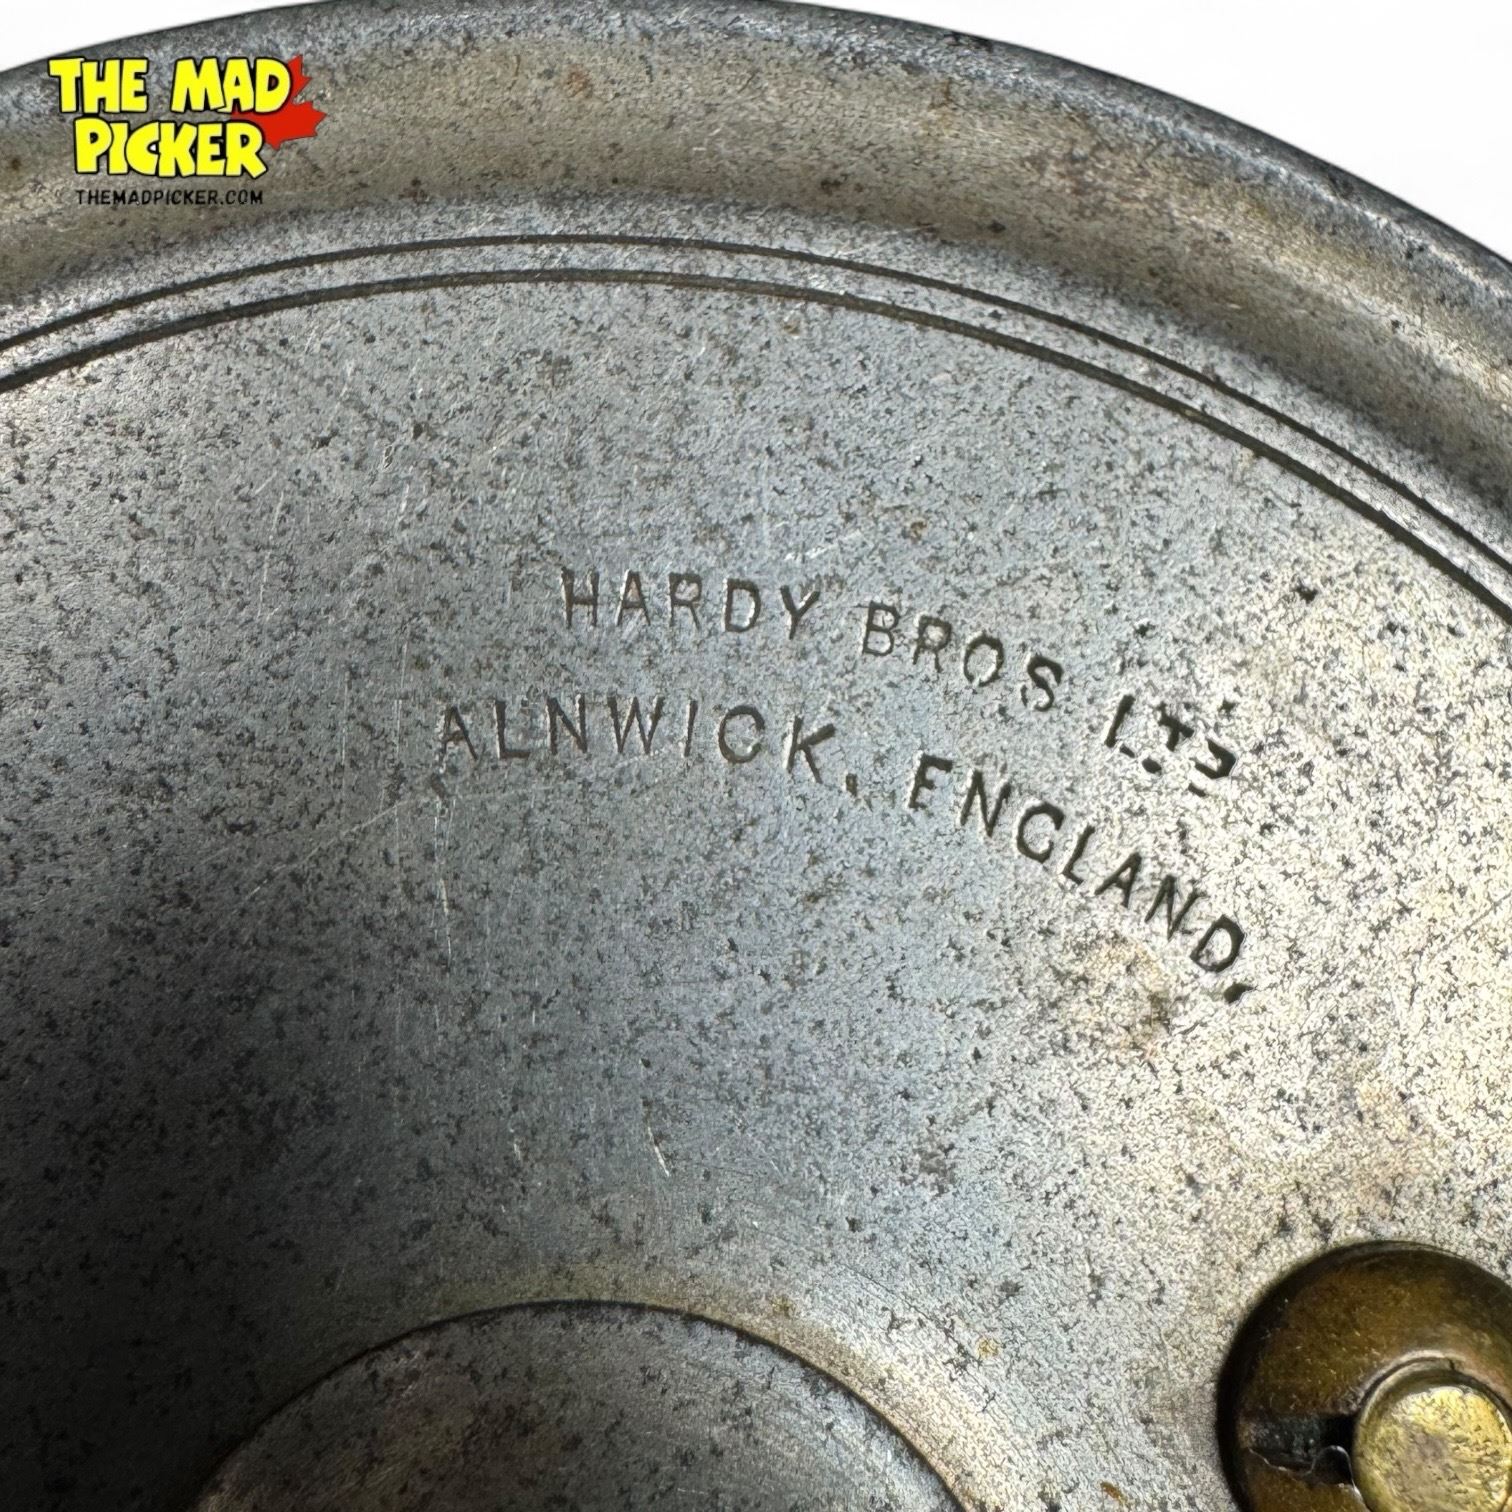 THE MAD
PICKER
THEMADPICKER.COM
HARDY BROS LTD
ALNWICK, ENGLAND.